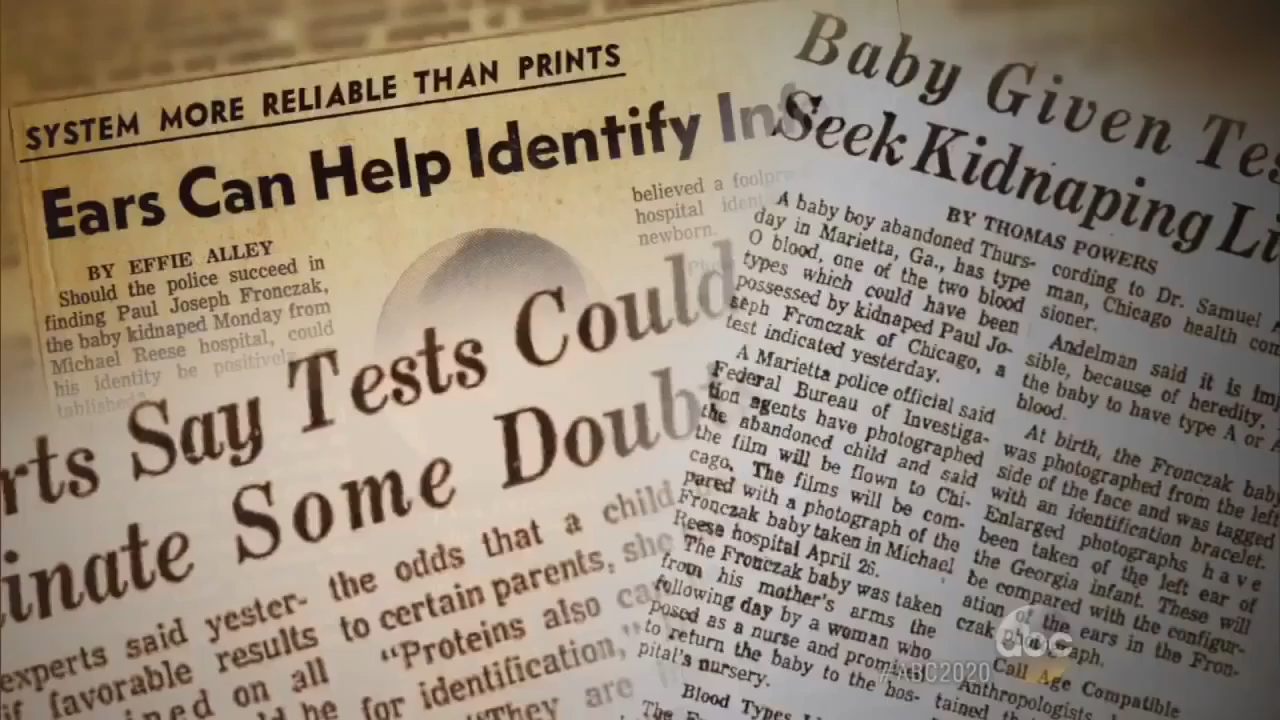 SYSTEM MORE RELIABLE THAN PRINTS
Ears Can Help Identify
BY EFFIE ALLEY
Should the police succeed in
finding Paul Joseph Fronczak,
the baby kidnaped Monday from
Michael Reese hospital, could
his identity be positively
tablished?
believed a
hospital
newborn.
rts Say Tests Could
inate Some
experts said yester-
if favorable results
ned on all
the odds that a child
to certain parents, she
“Proteins also
be for identification,”
“They are
Baby Given
Seek Kidnaping
BY THOMAS POWERS
A baby boy abandoned Thurs-
day in Marietta, Ga., has type
O blood, one of the two blood
types which could have been
possessed by kidnaped Paul Jo-
seph Fronczak of Chicago, a
test indicated yesterday.
A Marietta police official said
Federal Bureau of Investiga-
tion agents have photographed
the abandoned child and said
the film will be flown to Chi-
cago. The films will be com-
pared with a photograph of the
Fronczak baby taken in Michael
Reese hospital April 26.
The Fronczak baby was taken
from his mother's arms the
following day by a woman who
posed as a nurse and
to return the baby to the hos-
pital's nursery.
Blood Types
The
cording to Dr. Samuel
man, Chicago health
sioner.
Andelman said it is
sible, because of heredity,
the baby to have type A or
blood.
At birth, the Fronczak baby
was photographed from the left
side of the face and was tagged
with an identification bracelet.
Enlarged photographs have
been taken of the left ear of
the Georgia infant. These will
be compared with the configur-
ation of the ears in the Fron-
czak photograph.
Call Age Compatible
Anthropologists
tained
abc
#ABC2020